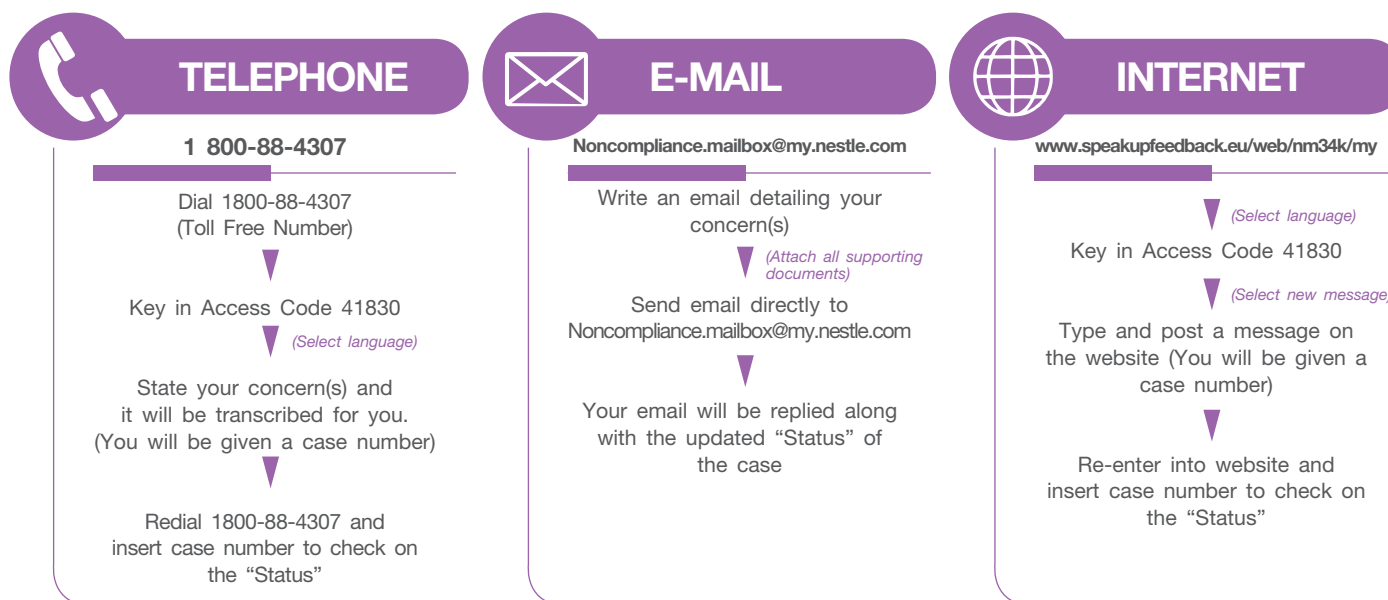 TELEPHONE
1 800-88-4307
Dial 1800-88-4307
(Toll Free Number)
Key in Access Code 41830
(Select language)
State your concern(s) and
it will be transcribed for you.
(You will be given a case number)
Redial 1800-88-4307 and
insert case number to check on
the “Status”
E-MAIL
Noncompliance.mailbox@my.nestle.com
Write an email detailing your
concern(s)
(Attach all supporting
documents)
Send email directly to
Noncompliance.mailbox@my.nestle.com
Your email will be replied along
with the updated “Status” of
the case
INTERNET
www.speakupfeedback.eu/web/nm34k/my
(Select language)
Key in Access Code 41830
(Select new message)
Type and post a message on
the website (You will be given a
case number)
Re-enter into website and
insert case number to check on
the “Status”